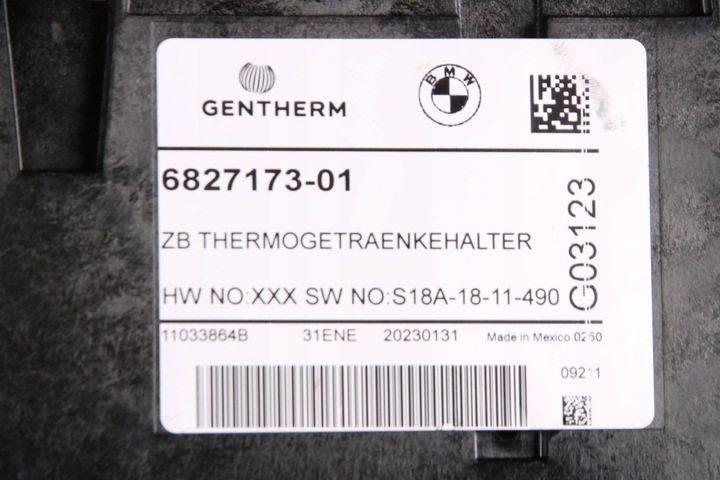 GENTHERM
BMW
6827173-01
ZB THERMOGETRAENKEHALTER
HW NO:XXX SW NO:S18A-18-11-490
G03123
11033864B 31ENE 20230131 Made in Mexico 0250
09211